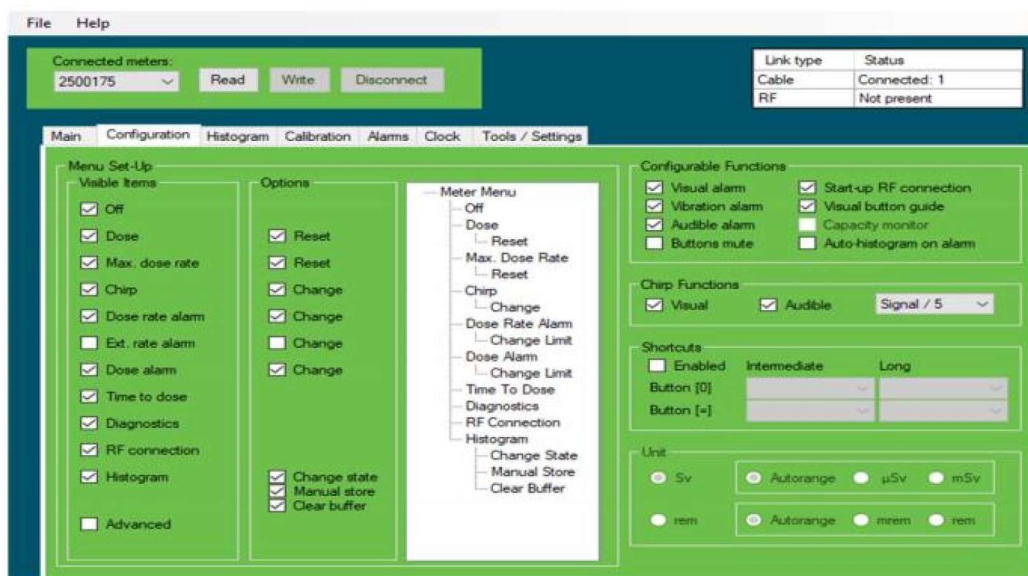 File Help
Connected meters:
2500175 Read Write Disconnect
Link type Status
Cable Connected: 1
RF Not present
Main Configuration Histogram Calibration Alarms Clock Tools / Settings
Menu Set-Up
Visible Items
Off
Dose
Max. dose rate
Chirp
Dose rate alarm
Ext. rate alarm
Dose alarm
Time to dose
Diagnostics
RF connection
Histogram
Advanced
Options
Reset
Reset
Change
Change
Change
Change
Change state
Manual store
Clear buffer
Meter Menu
Off
Dose
Reset
Max. Dose Rate
Reset
Chirp
Change
Dose Rate Alarm
Change Limit
Dose Alarm
Change Limit
Time To Dose
Diagnostics
RF Connection
Histogram
Change State
Manual Store
Clear Buffer
Configurable Functions
Visual alarm Start-up RF connection
Vibration alarm Visual button guide
Audible alarm Capacity monitor
Buttons mute Auto-histogram on alarm
Chirp Functions
Visual Audible Signal / 5
Shortcuts
Enabled Intermediate Long
Button [0]
Button [=]
Unit
Sv Autorange µSv mSv
rem Autorange mrem rem